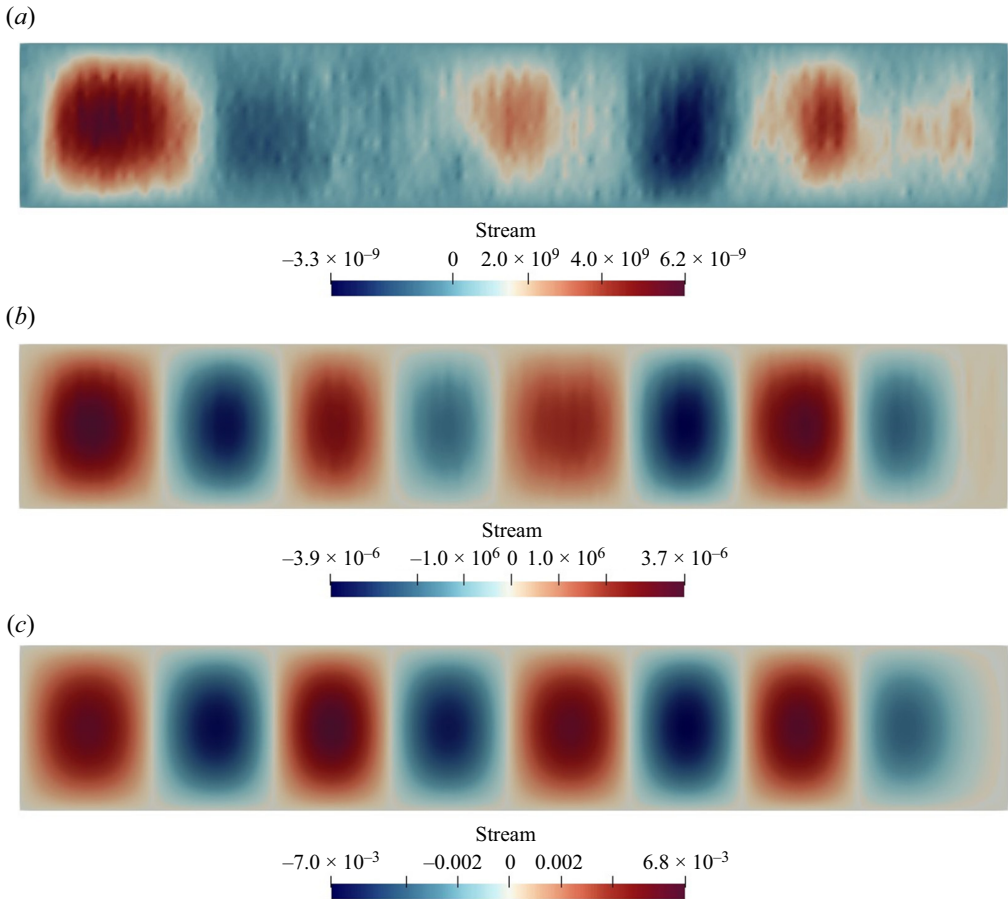 (a)
Stream
–3.3 × 10⁻⁹ 0 2.0 × 10⁹ 4.0 × 10⁹ 6.2 × 10⁻⁹
(b)
Stream
–3.9 × 10⁻⁶ –1.0 × 10⁶ 0 1.0 × 10⁶ 3.7 × 10⁻⁶
(c)
Stream
–7.0 × 10⁻³ –0.002 0 0.002 6.8 × 10⁻³